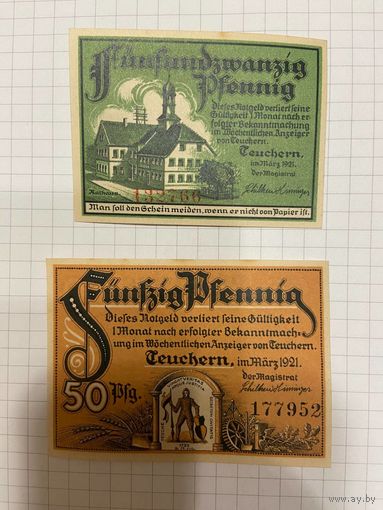 Fünfundzwanzig
Pfennig
Dieses Notgeld verliert seine
Gültigkeit 1 Monat nach er
folgter Bekanntmachung
im Wöchentlichen Anzeiger
von Teuchern.
Teuchern,
im März 1921.
Der Magistrat
Rathaus.
132766
Man soll den Schein meiden, wenn er nicht von Papier ist.
Fünfzig Pfennig
Dieses Notgeld verliert seine Gültigkeit
1 Monat nach erfolgter Bekanntmach=
ung im Wöchentlichen Anzeiger von Teuchern.
Teuchern, im März 1921.
der Magistrat
50 Pfg.
177952
www.ay.by